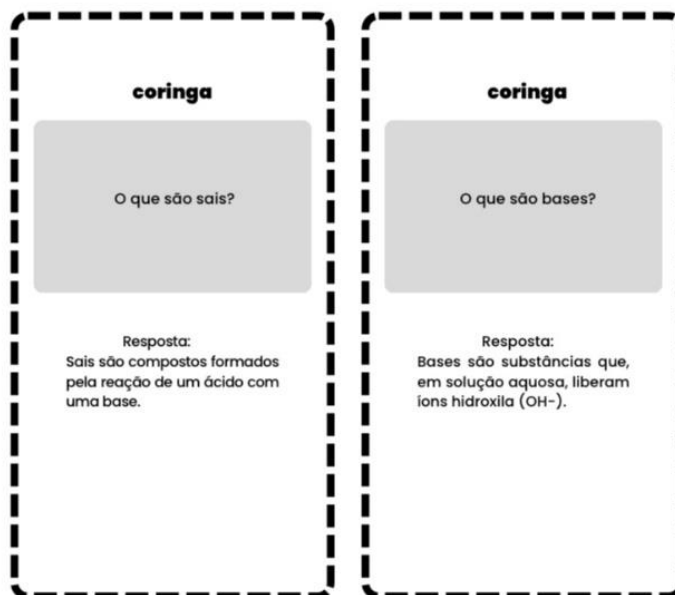 coringa
O que são sais?
Resposta:
Sais são compostos formados
pela reação de um ácido com
uma base.
coringa
O que são bases?
Resposta:
Bases são substâncias que,
em solução aquosa, liberam
íons hidroxila (OH-).